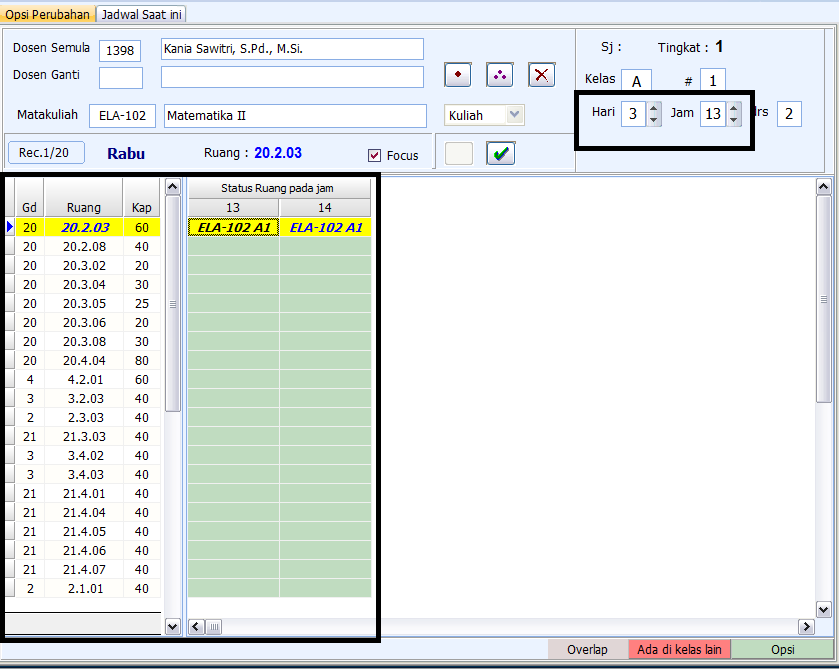 Opsi Perubahan Jadwal Saat ini
Dosen Semula 1398 Kania Sawitri, S.Pd., M.Si. Sj : Tingkat : 1
Dosen Ganti Kelas A # 1
Matakuliah ELA-102 Matematika II Kuliah Hari 3 Jam 13 Jrs 2
Rec.1/20 Rabu Ruang : 20.2.03 Focus
Status Ruang pada jam
Gd Ruang Kap 13 14
20 20.2.03 60 ELA-102 A1 ELA-102 A1
20 20.2.08 40
20 20.3.02 20
20 20.3.04 30
20 20.3.05 25
20 20.3.06 20
20 20.3.08 30
20 20.4.04 80
4 4.2.01 60
3 3.2.03 40
2 2.3.03 40
21 21.3.03 40
3 3.4.02 40
3 3.4.03 40
21 21.4.01 40
21 21.4.04 40
21 21.4.05 40
21 21.4.06 40
21 21.4.07 40
2 2.1.01 40
Overlap Ada di kelas lain Opsi